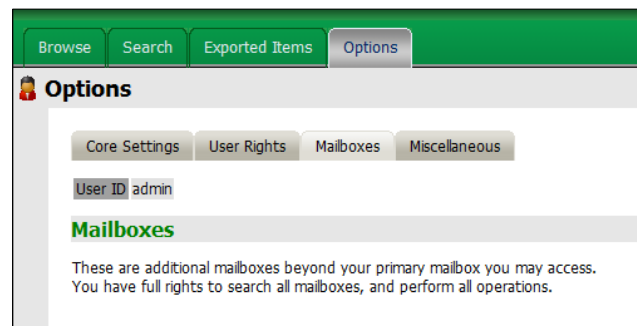 Browse Search Exported Items Options
Options
Core Settings User Rights Mailboxes Miscellaneous
User ID admin
Mailboxes
These are additional mailboxes beyond your primary mailbox you may access.
You have full rights to search all mailboxes, and perform all operations.